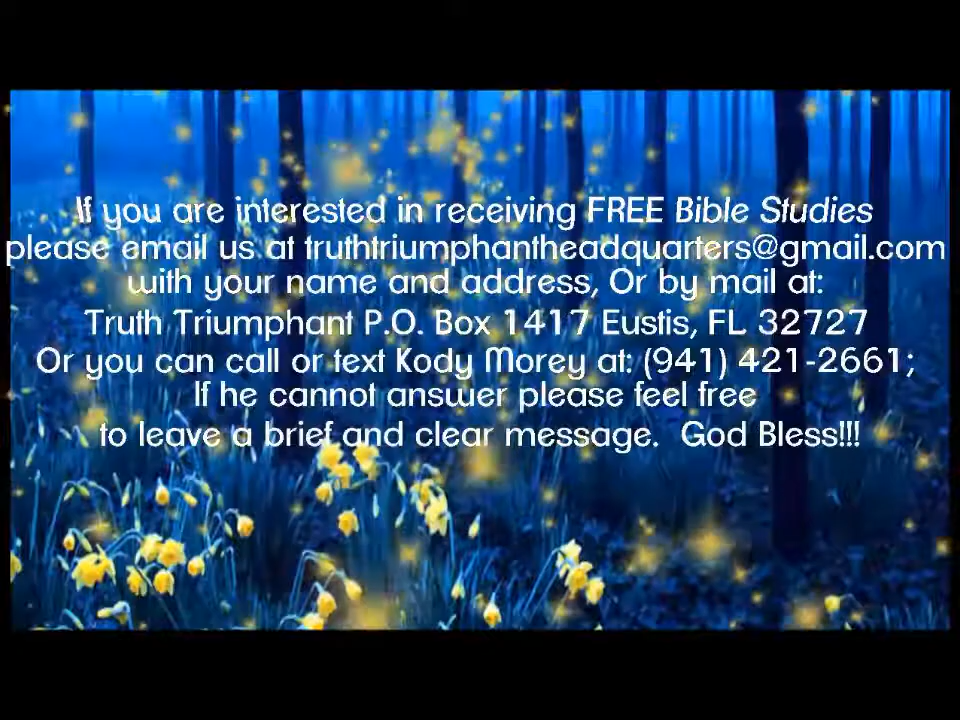 If you are interested in receiving FREE Bible Studies
please email us at truthtriumphantheadquarters@gmail.com
with your name and address, Or by mail at:
Truth Triumphant P.O. Box 1417 Eustis, FL 32727
Or you can call or text Kody Morey at: (941) 421-2661;
If he cannot answer please feel free
to leave a brief and clear message. God Bless!!!